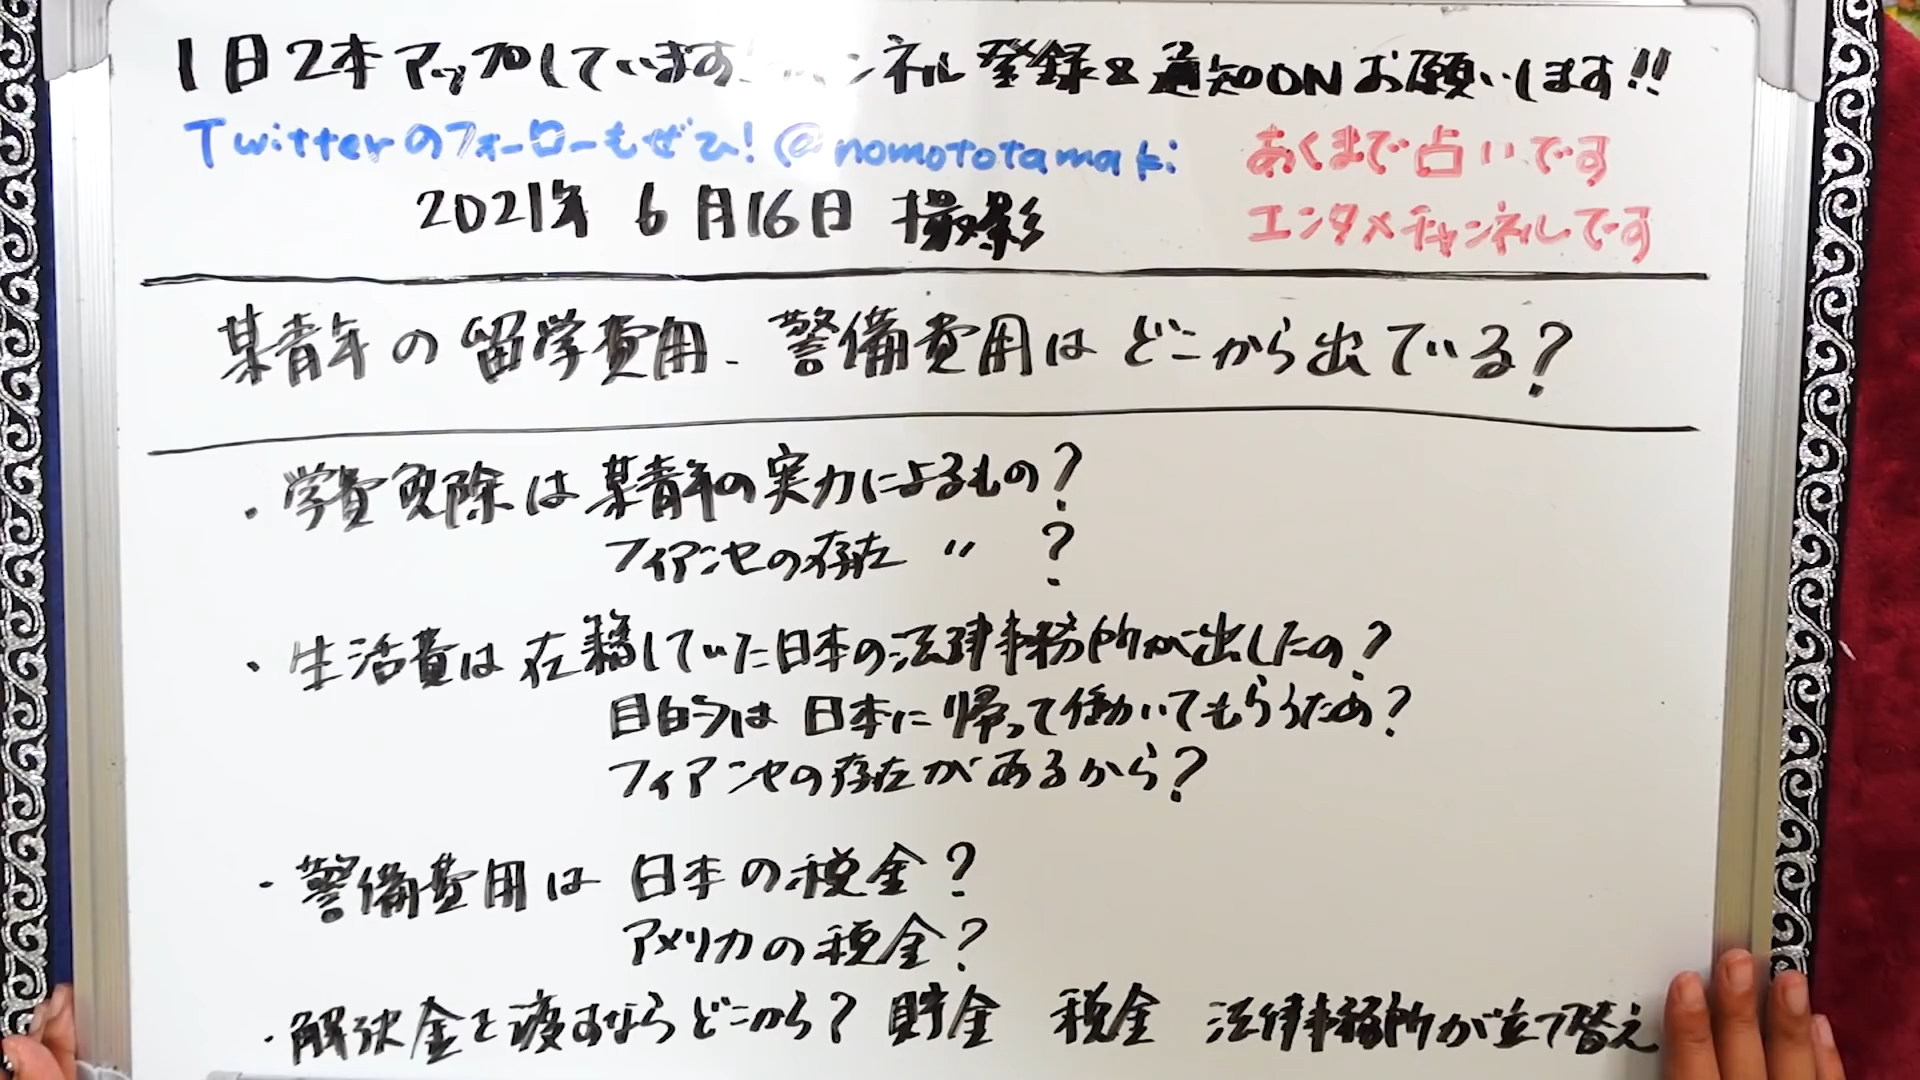 1日2本アップしています! ンネル登録&通知ONお願いします!!
Twitterのフォローもぜひ! @nomototamaki
あくまで占いです
エンタメチャンネルです
2021年 6月16日 撮影
某青年の留学費用、警備費用はどこから出ている?
・学費免除は某青年の実力によるもの?
フィアンセの存在 〃 ?
・生活費は在籍していた日本の法律事務所が出したの?
目的は日本に帰って働いてもらうため?
フィアンセの存在があるから?
・警備費用は日本の税金?
アメリカの税金?
・解決金を渡すならどこから? 貯金 税金 法律事務所が立て替え